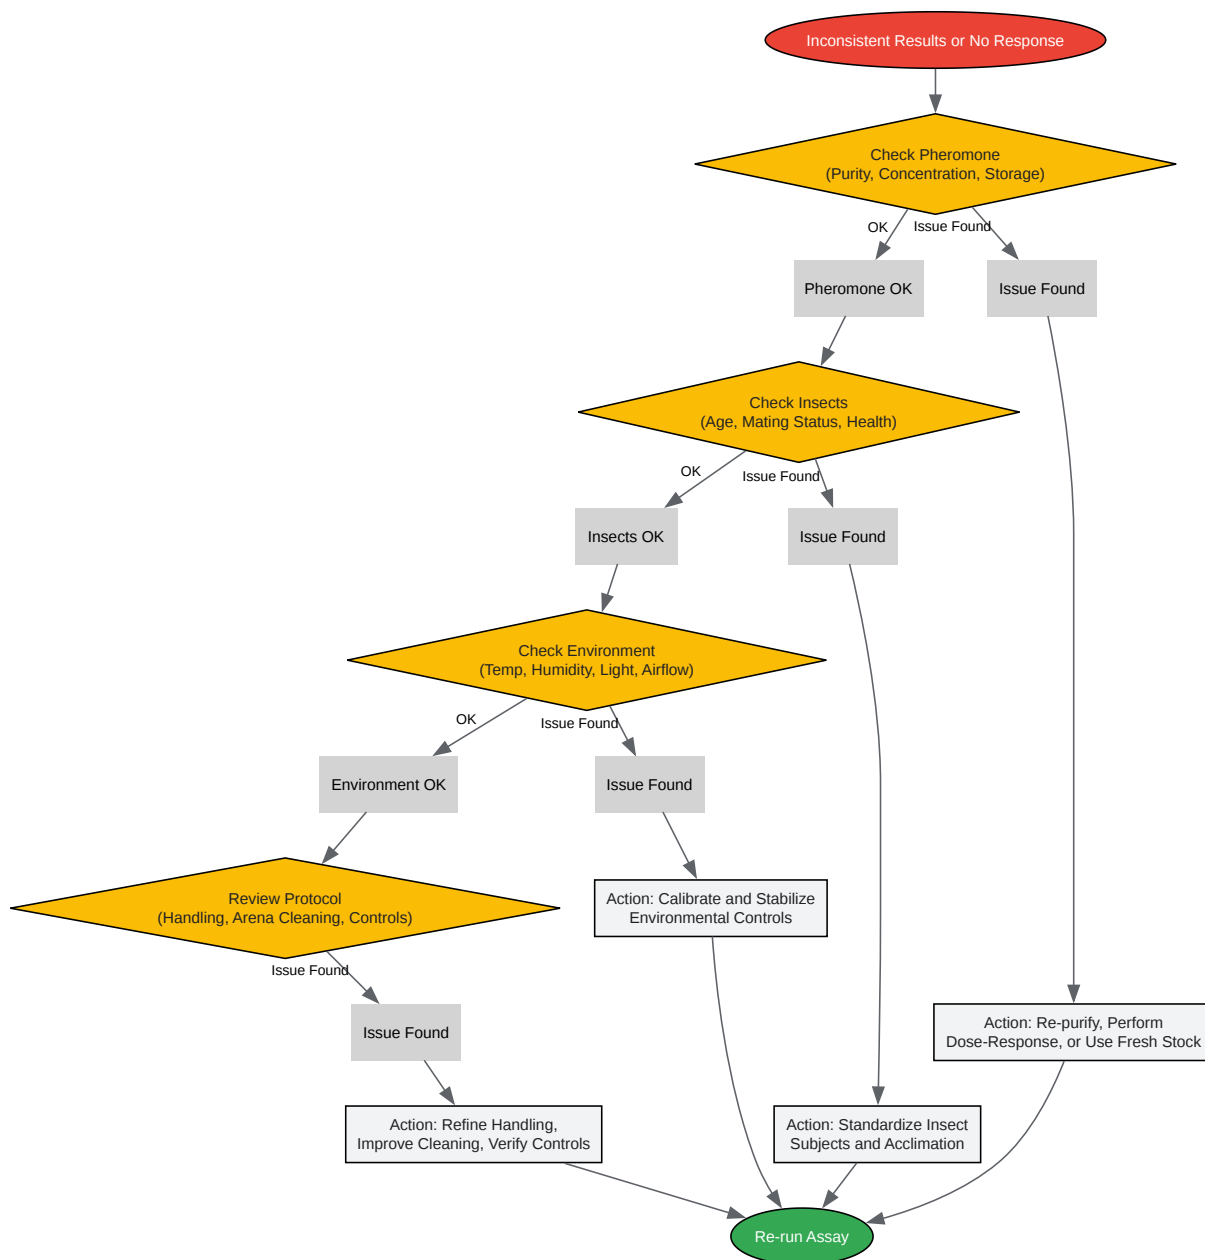 Inconsistent Results or No Response
Check Pheromone
(Purity, Concentration, Storage)
OK
Issue Found
Pheromone OK
Issue Found
Check Insects
(Age, Mating Status, Health)
OK
Issue Found
Insects OK
Issue Found
Check Environment
(Temp, Humidity, Light, Airflow)
OK
Issue Found
Environment OK
Issue Found
Review Protocol
(Handling, Arena Cleaning, Controls)
Action: Calibrate and Stabilize
Environmental Controls
Issue Found
Issue Found
Action: Re-purify, Perform
Dose-Response, or Use Fresh Stock
Action: Refine Handling,
Improve Cleaning, Verify Controls
Action: Standardize Insect
Subjects and Acclimation
Re-run Assay